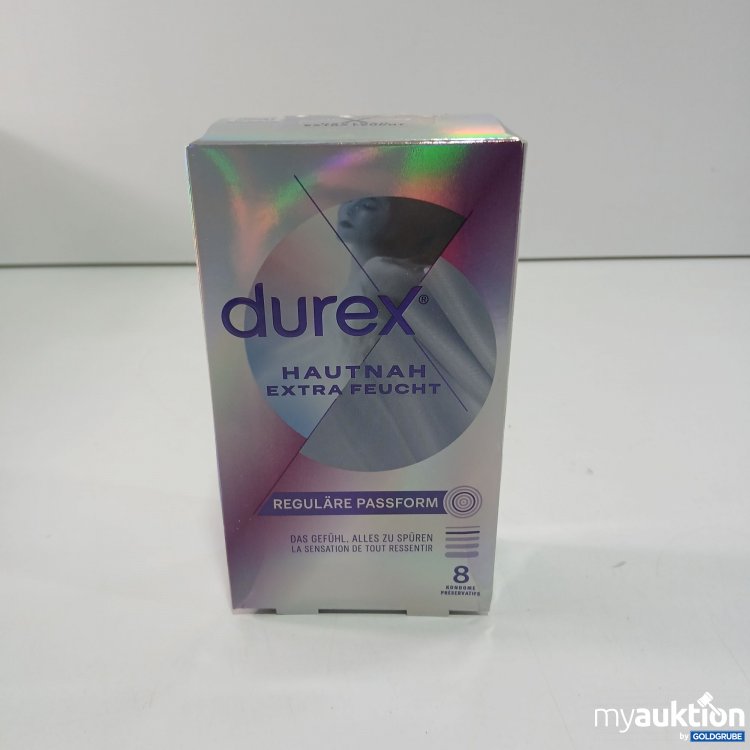 durex®
HAUTNAH
EXTRA FEUCHT
REGULÄRE PASSFORM
DAS GEFÜHL, ALLES ZU SPÜREN
LA SENSATION DE TOUT RESSENTIR
8
KONDOME
PRÉSERVATIFS
myauktion
by GOLDGRUBE